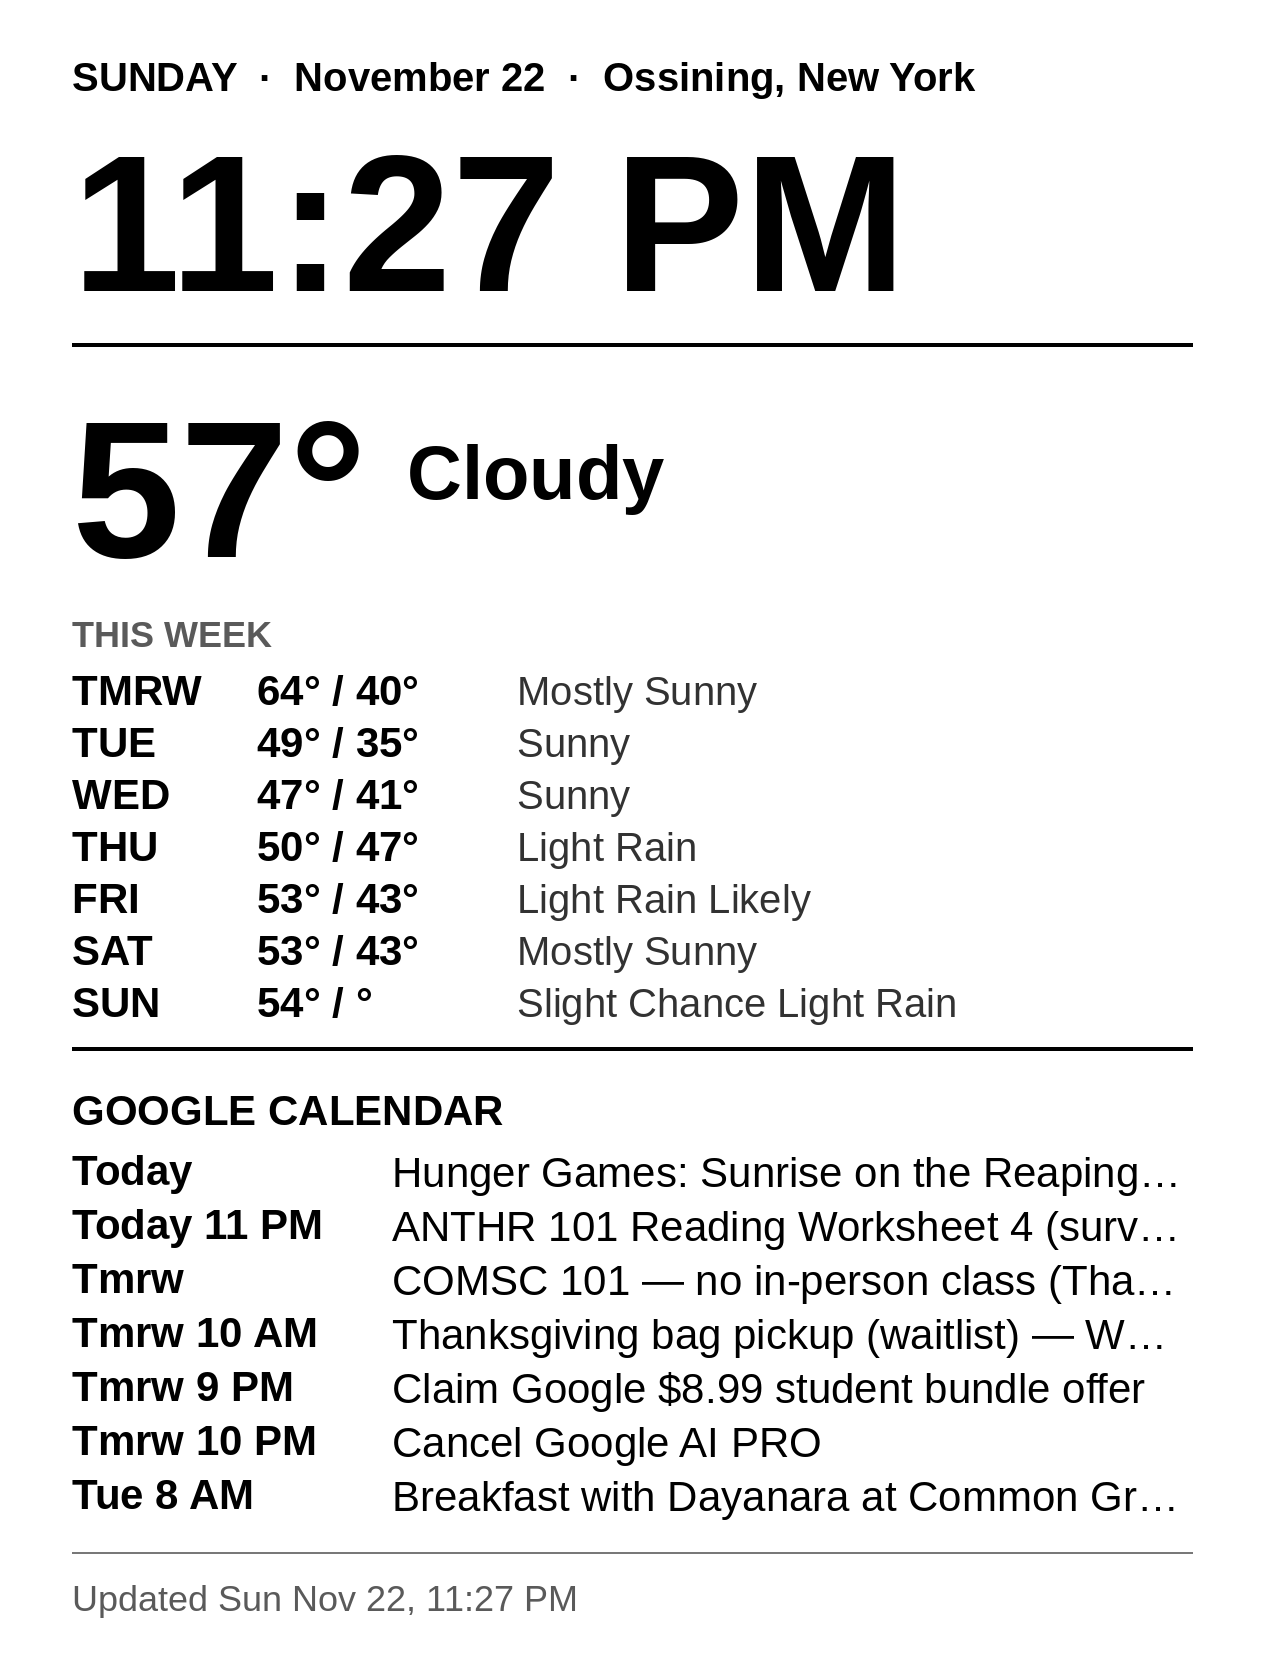 SUNDAY · November 22 · Ossining, New York
11:27 PM
57° Cloudy
THIS WEEK
TMRW 64° / 40° Mostly Sunny
TUE 49° / 35° Sunny
WED 47° / 41° Sunny
THU 50° / 47° Light Rain
FRI 53° / 43° Light Rain Likely
SAT 53° / 43° Mostly Sunny
SUN 54° / ° Slight Chance Light Rain
GOOGLE CALENDAR
Today Hunger Games: Sunrise on the Reaping…
Today 11 PM ANTHR 101 Reading Worksheet 4 (surv…
Tmrw COMSC 101 — no in-person class (Tha…
Tmrw 10 AM Thanksgiving bag pickup (waitlist) — W…
Tmrw 9 PM Claim Google $8.99 student bundle offer
Tmrw 10 PM Cancel Google AI PRO
Tue 8 AM Breakfast with Dayanara at Common Gr…
Updated Sun Nov 22, 11:27 PM